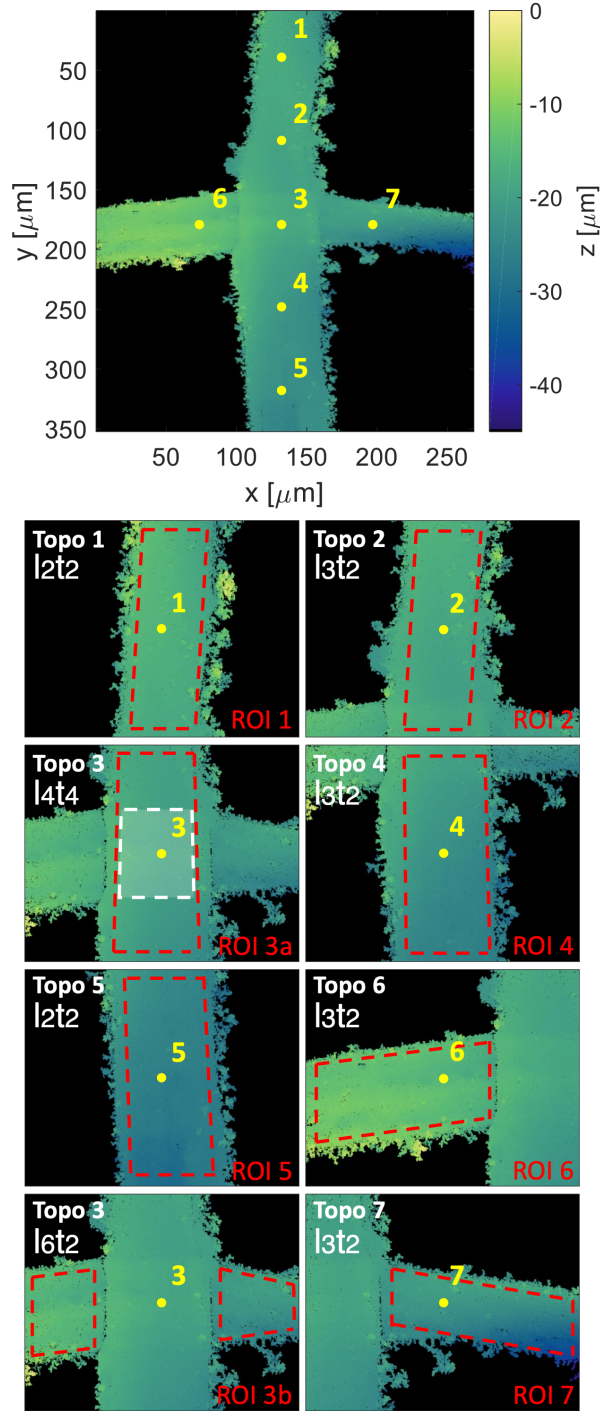 0
-10
-20
-30
-40
z [μm]
50
100
150
200
250
300
350
y [μm]
50
100
150
200
250
x [μm]
1
2
6
3
7
4
5
Topo 1
l2t2
1
ROI 1
Topo 2
l3t2
2
ROI 2
Topo 3
l4t4
3
ROI 3a
Topo 4
l3t2
4
ROI 4
Topo 5
l2t2
5
ROI 5
Topo 6
l3t2
6
ROI 6
Topo 3
l6t2
3
ROI 3b
Topo 7
l3t2
7
ROI 7